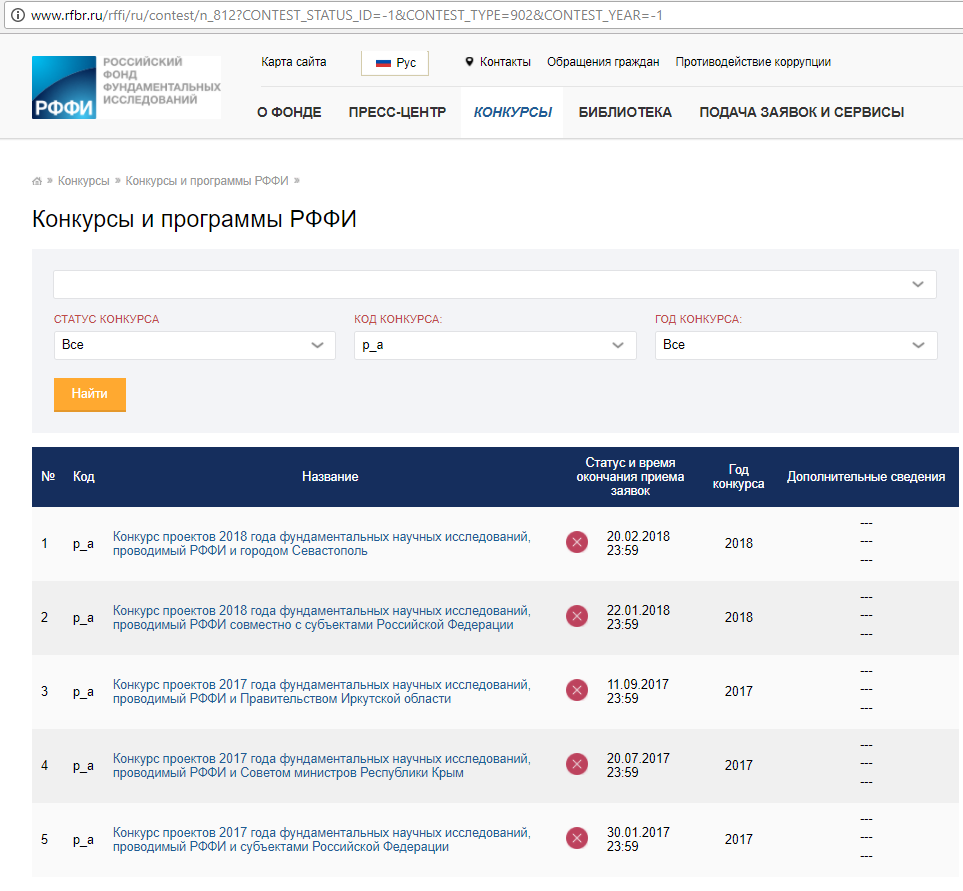 www.rfbr.ru/rffi/ru/contest/n_812?CONTEST_STATUS_ID=-1&CONTEST_TYPE=902&CONTEST_YEAR=-1
РОССИЙСКИЙ
ФОНД
ФУНДАМЕНТАЛЬНЫХ
ИССЛЕДОВАНИЙ
РФФИ
Карта сайта
Рус
Контакты
Обращения граждан
Противодействие коррупции
О ФОНДЕ
ПРЕСС-ЦЕНТР
КОНКУРСЫ
БИБЛИОТЕКА
ПОДАЧА ЗАЯВОК И СЕРВИСЫ
» Конкурсы » Конкурсы и программы РФФИ »
Конкурсы и программы РФФИ
СТАТУС КОНКУРСА
КОД КОНКУРСА:
ГОД КОНКУРСА:
Все
р_а
Все
Найти
№
Код
Название
Статус и время
окончания приема
заявок
Год
конкурса
Дополнительные сведения
1
р_а
Конкурс проектов 2018 года фундаментальных научных исследований,
проводимый РФФИ и городом Севастополь
20.02.2018
23:59
2018
---
---
---
2
р_а
Конкурс проектов 2018 года фундаментальных научных исследований,
проводимый РФФИ совместно с субъектами Российской Федерации
22.01.2018
23:59
2018
---
---
---
3
р_а
Конкурс проектов 2017 года фундаментальных научных исследований,
проводимый РФФИ и Правительством Иркутской области
11.09.2017
23:59
2017
---
---
---
4
р_а
Конкурс проектов 2017 года фундаментальных научных исследований,
проводимый РФФИ и Советом министров Республики Крым
20.07.2017
23:59
2017
---
---
---
5
р_а
Конкурс проектов 2017 года фундаментальных научных исследований,
проводимый РФФИ и субъектами Российской Федерации
30.01.2017
23:59
2017
---
---
---